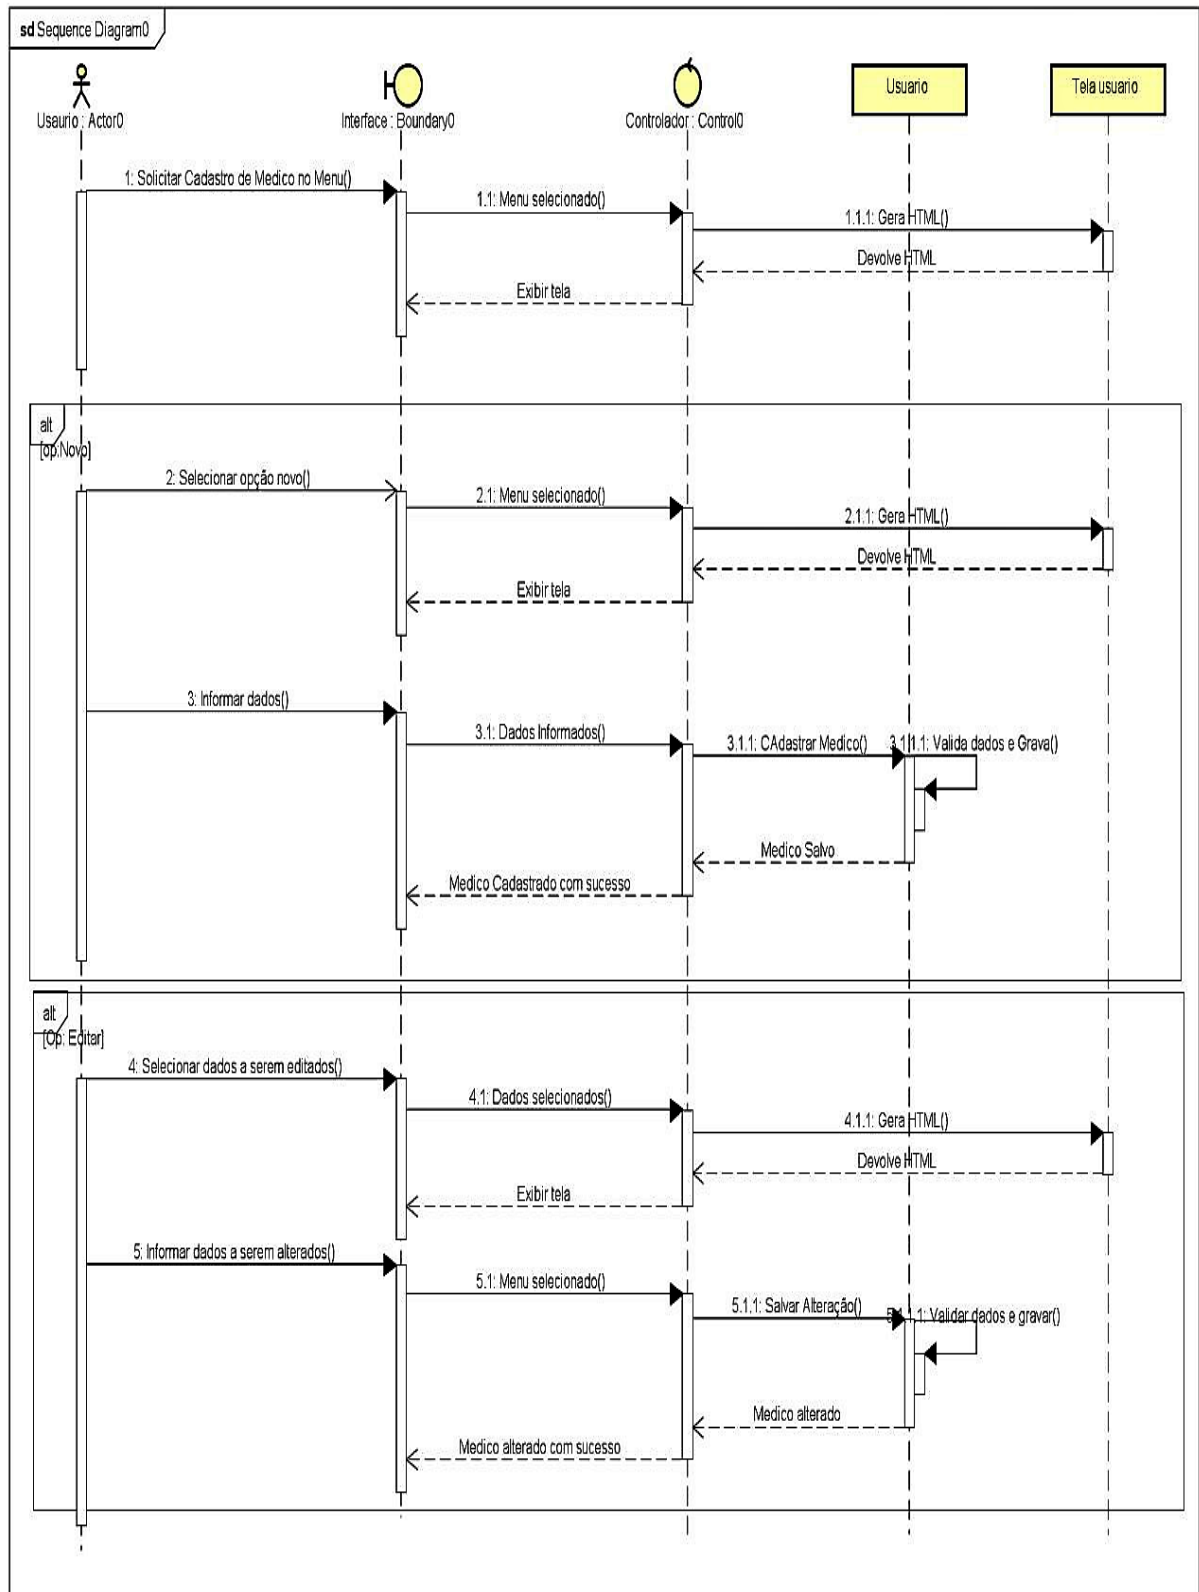 sd Sequence Diagram0
Usaurio : Actor0
Interface : Boundary0
Controlador : Control0
Usuario
Tela usuario
1: Solicitar Cadastro de Medico no Menu()
1.1: Menu selecionado()
1.1.1: Gera HTML()
Devolve HTML
Exibir tela
alt
[op:Novo]
2: Selecionar opção novo()
2.1: Menu selecionado()
2.1.1: Gera HTML()
Devolve HTML
Exibir tela
3: Informar dados()
3.1: Dados Informados()
3.1.1: CAdastrar Medico()
3.1.1.1: Valida dados e Grava()
Medico Salvo
Medico Cadastrado com sucesso
alt
[Op: Editar]
4: Selecionar dados a serem editados()
4.1: Dados selecionados()
4.1.1: Gera HTML()
Devolve HTML
Exibir tela
5: Informar dados a serem alterados()
5.1: Menu selecionado()
5.1.1: Salvar Alteração()
5.1.1.1: Validar dados e gravar()
Medico alterado
Medico alterado com sucesso